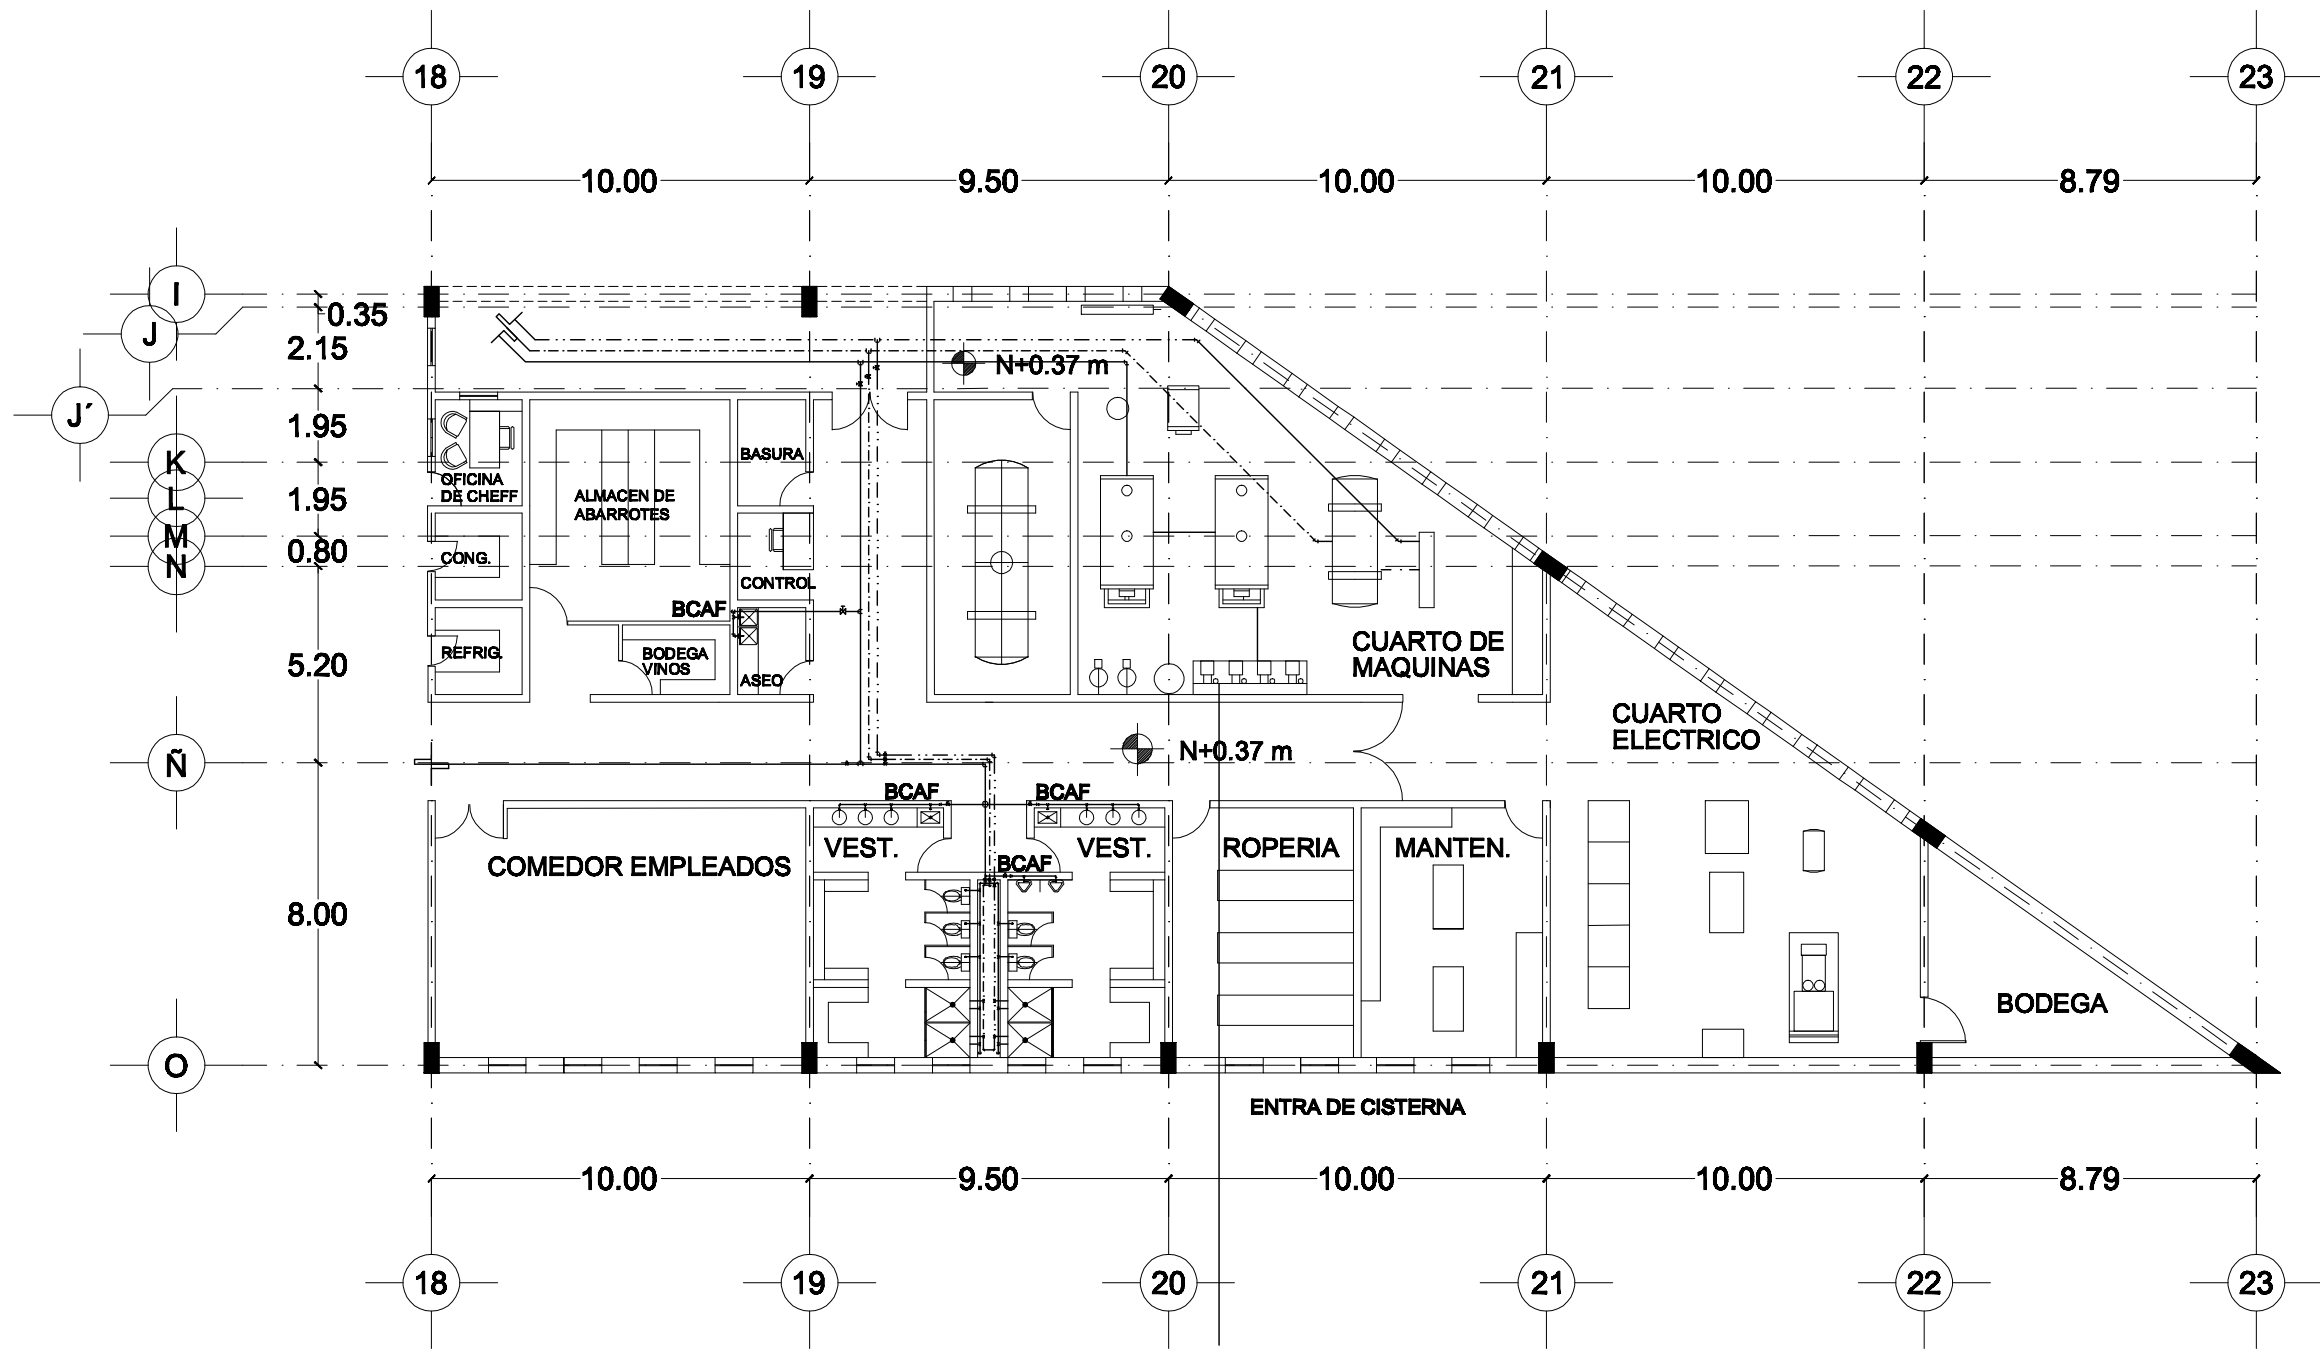 18 19 20 21 22 23
10.00 9.50 10.00 10.00 8.79
I
0.35
J
2.15
N+0.37 m
J´
1.95
K
BASURA
OFICINA
DE CHEFF
L
1.95
ALMACEN DE
ABARROTES
M
0.80
N
CONG.
CONTROL
BCAF
CUARTO DE
MAQUINAS
5.20
REFRIG.
BODEGA
VINOS
ASEO
CUARTO
ELECTRICO
Ñ
N+0.37 m
BCAF BCAF
VEST. VEST. ROPERIA MANTEN.
COMEDOR EMPLEADOS
BCAF
8.00
BODEGA
O
ENTRA DE CISTERNA
10.00 9.50 10.00 10.00 8.79
18 19 20 21 22 23